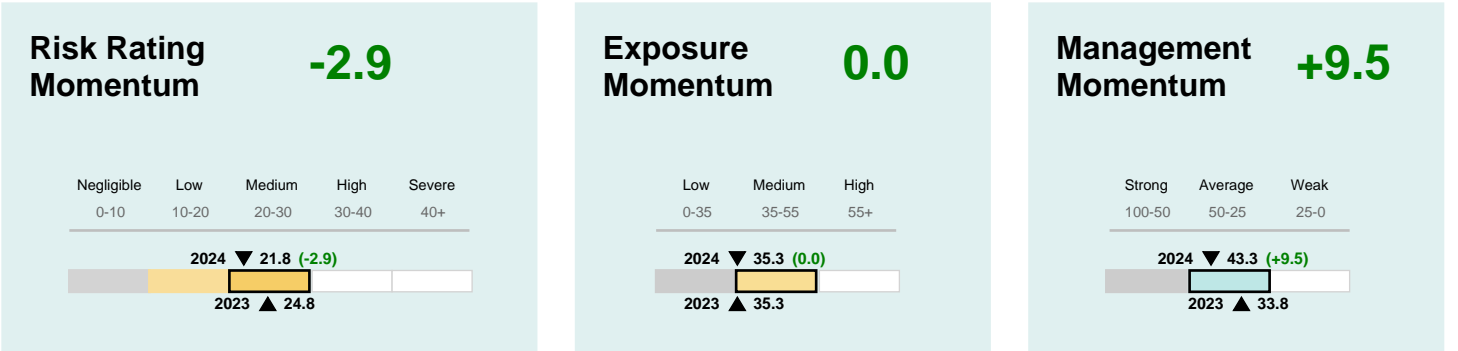 Risk Rating
Momentum
-2.9
Negligible Low Medium High Severe
0-10 10-20 20-30 30-40 40+
2024 ▼ 21.8 (-2.9)
2023 ▲ 24.8
Exposure
Momentum
0.0
Low Medium High
0-35 35-55 55+
2024 ▼ 35.3 (0.0)
2023 ▲ 35.3
Management
Momentum
+9.5
Strong Average Weak
100-50 50-25 25-0
2024 ▼ 43.3 (+9.5)
2023 ▲ 33.8